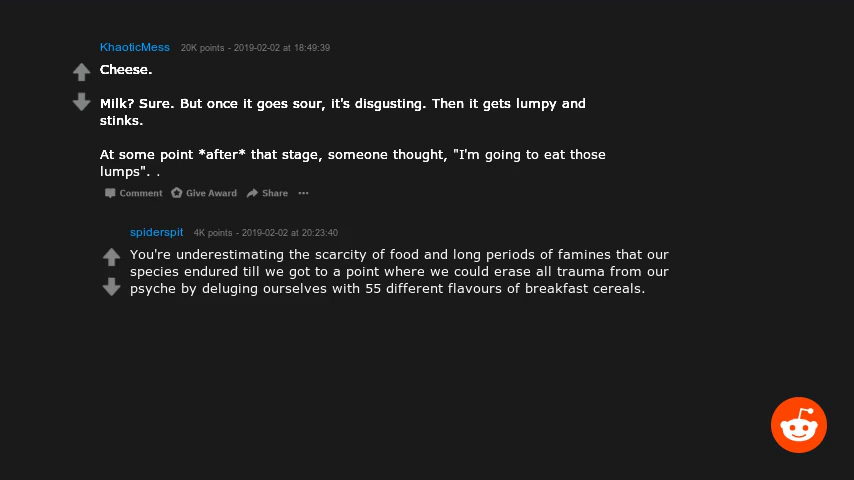 KhaoticMess 20K points - 2019-02-02 at 18:49:39
Cheese.
Milk? Sure. But once it goes sour, it's disgusting. Then it gets lumpy and
stinks.
At some point *after* that stage, someone thought, "I'm going to eat those
lumps". .
Comment Give Award Share ···
spiderspit 4K points - 2019-02-02 at 20:23:40
You're underestimating the scarcity of food and long periods of famines that our
species endured till we got to a point where we could erase all trauma from our
psyche by deluging ourselves with 55 different flavours of breakfast cereals.